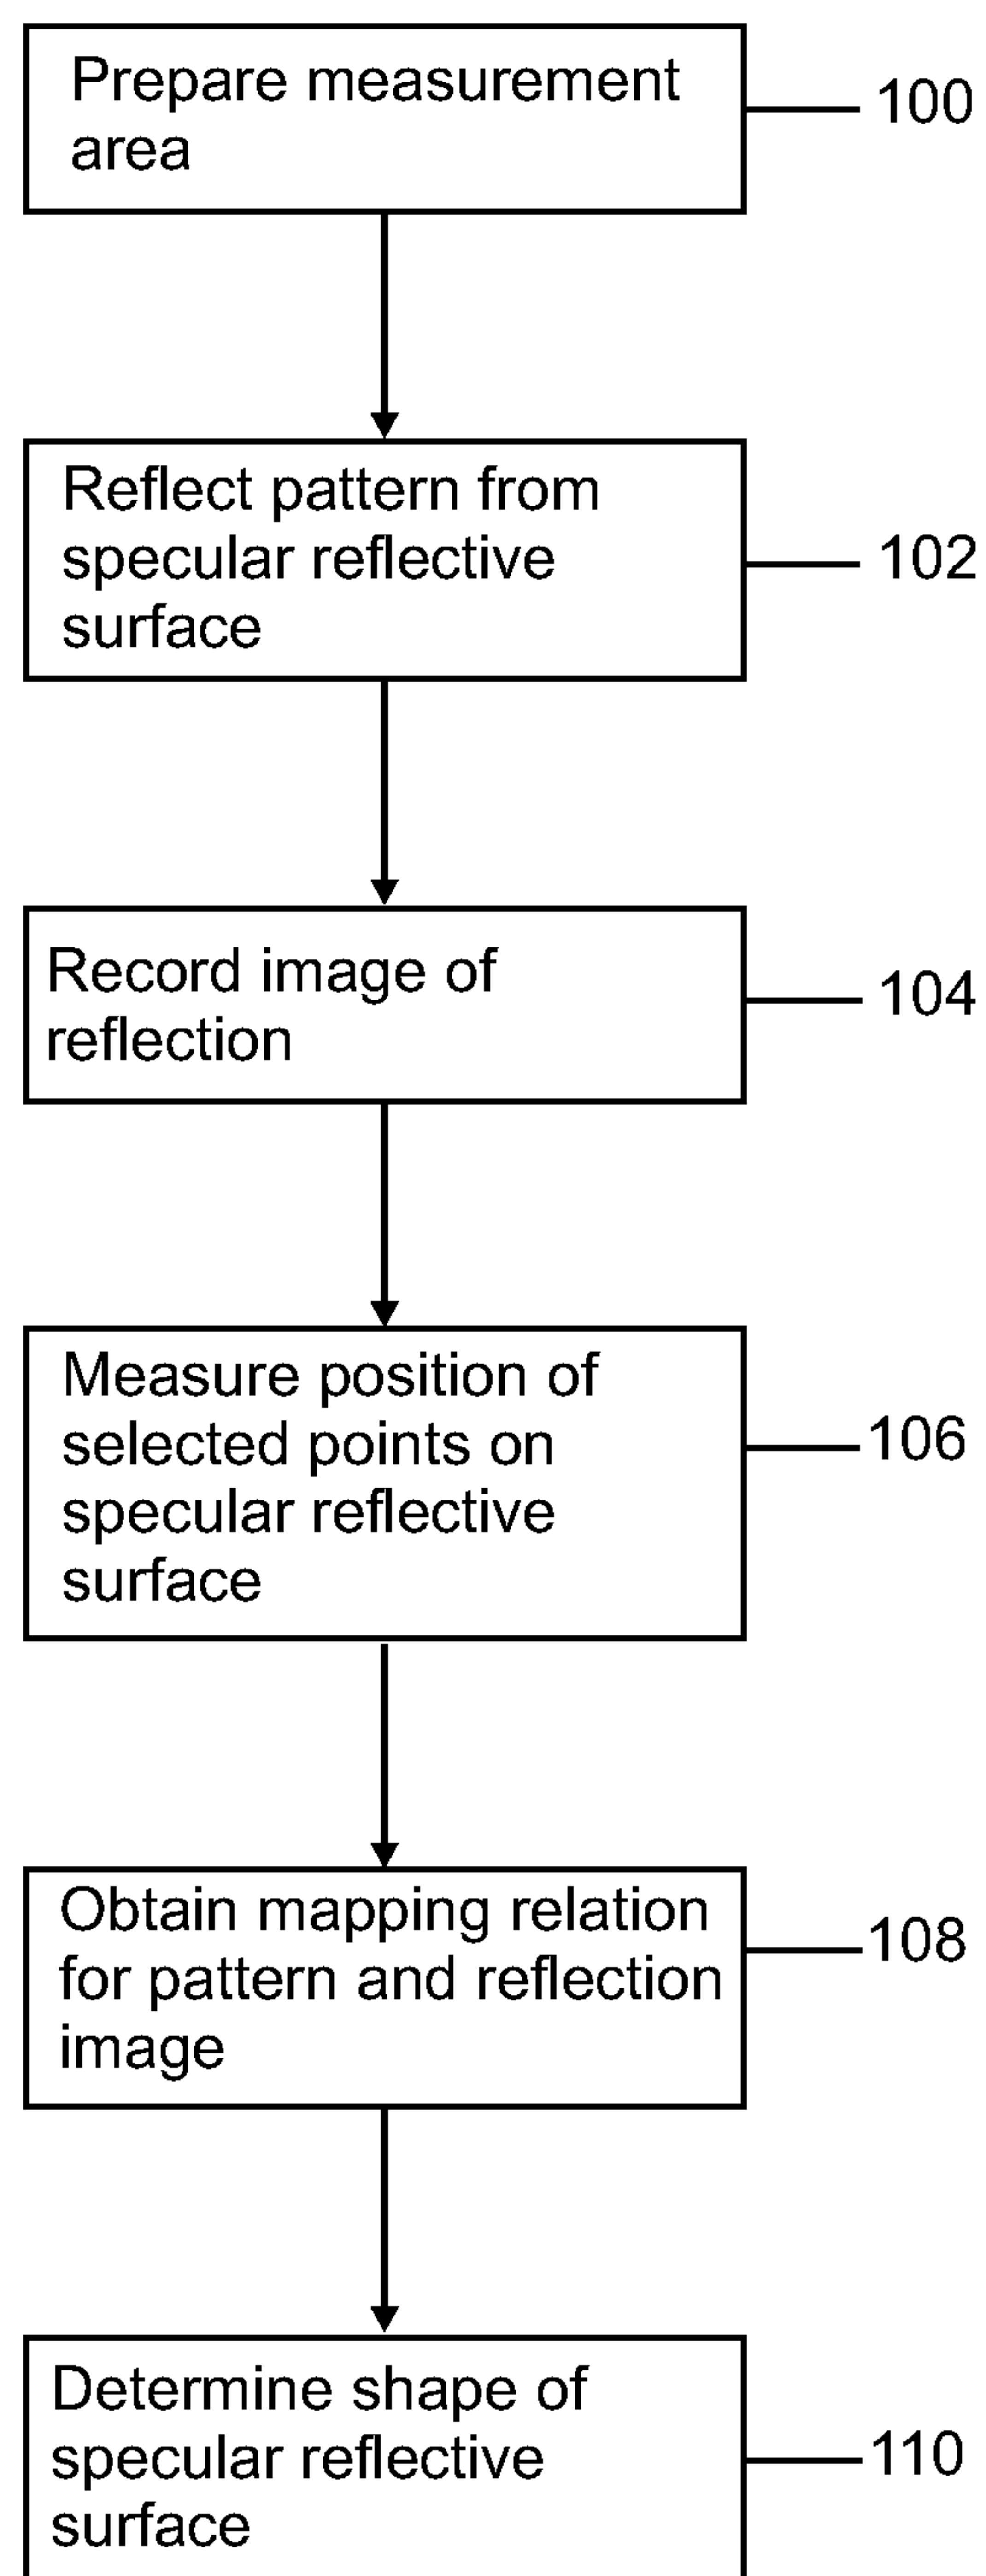 Prepare measurement
area
100
Reflect pattern from
specular reflective
surface
102
Record image of
reflection
104
Measure position of
selected points on
specular reflective
surface
106
Obtain mapping relation
for pattern and reflection
image
108
Determine shape of
specular reflective
surface
110